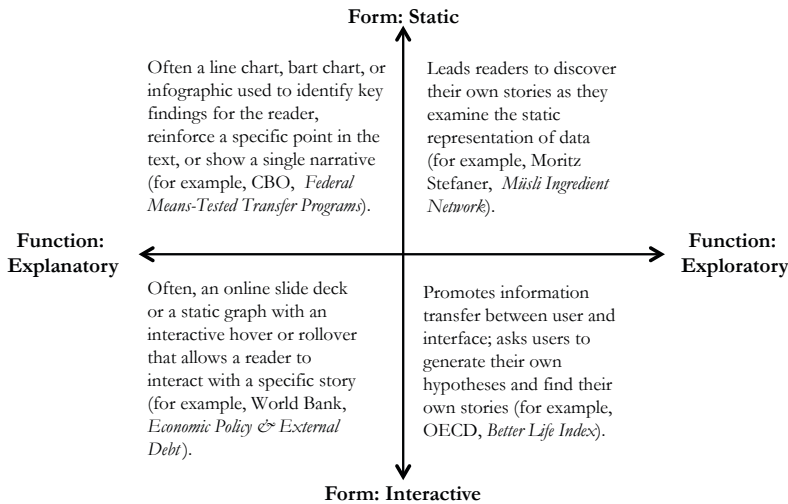 Form: Static
Often a line chart, bart chart, or
infographic used to identify key
findings for the reader,
reinforce a specific point in the
text, or show a single narrative
(for example, CBO, Federal
Means-Tested Transfer Programs).
Leads readers to discover
their own stories as they
examine the static
representation of data
(for example, Moritz
Stefaner, Müsli Ingredient
Network).
Function:
Explanatory
Function:
Exploratory
Often, an online slide deck
or a static graph with an
interactive hover or rollover
that allows a reader to
interact with a specific story
(for example, World Bank,
Economic Policy & External
Debt).
Promotes information
transfer between user and
interface; asks users to
generate their own
hypotheses and find their
own stories (for example,
OECD, Better Life Index).
Form: Interactive